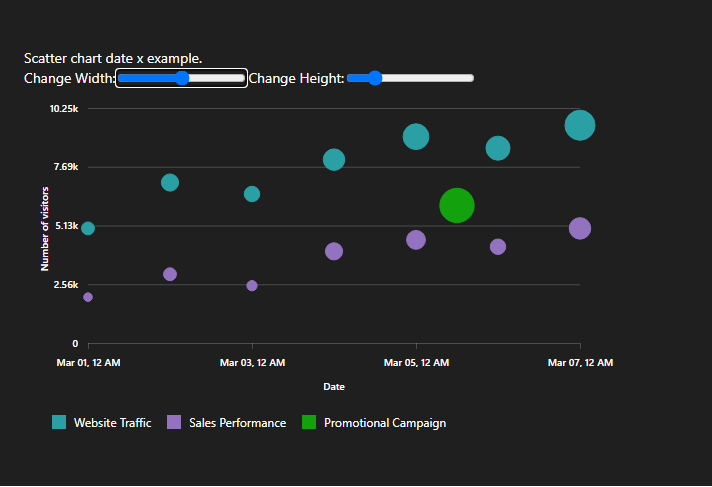 Scatter chart date x example.
Change Width: Change Height:
10.25k
7.69k
5.13k
2.56k
0
Number of visitors
Mar 01, 12 AM Mar 03, 12 AM Mar 05, 12 AM Mar 07, 12 AM
Date
Website Traffic Sales Performance Promotional Campaign